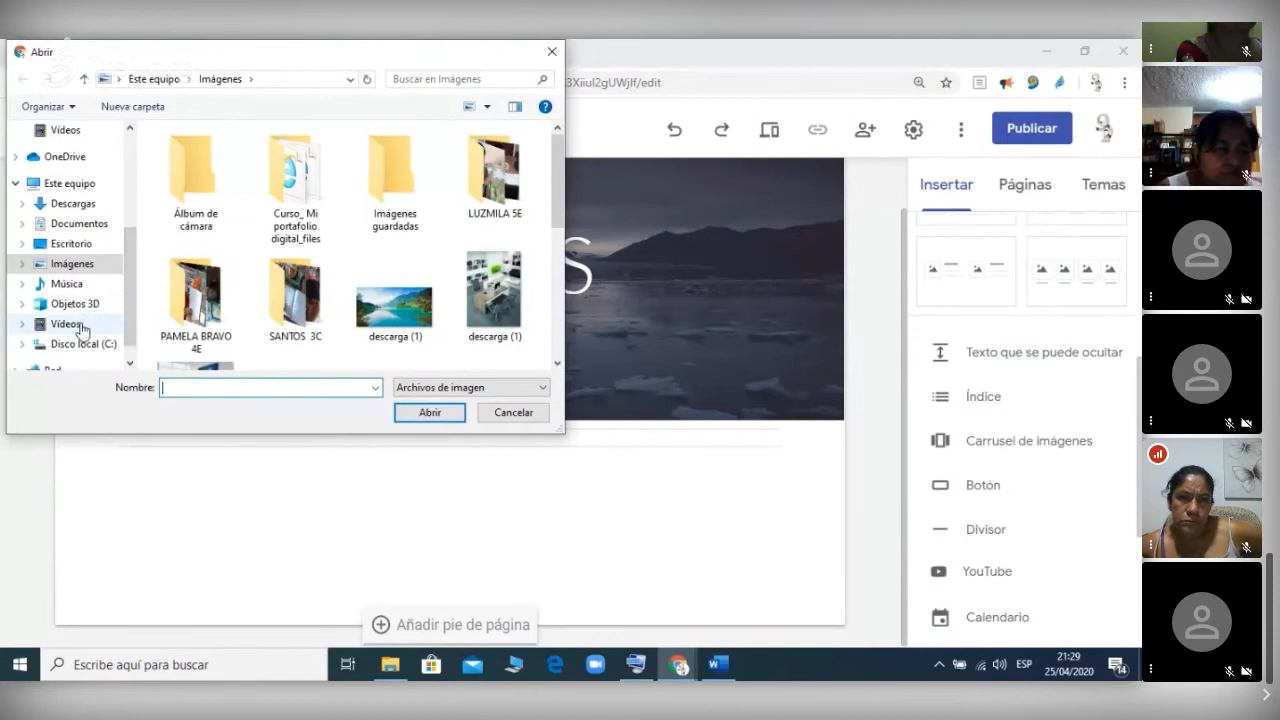 Abrir
Este equipo
Imágenes
Buscar en Imágenes
3Xiiul2gUWjlf/edit
Organizar
Nueva carpeta
Vídeos
OneDrive
Este equipo
Descargas
Documentos
Escritorio
Imágenes
Música
Objetos 3D
Vídeos
Disco local (C:)
Álbum de cámara
Curso_ Mi portafolio digital_files
Imágenes guardadas
LUZMILA 5E
PAMELA BRAVO 4E
SANTOS 3C
descarga (1)
descarga (1)
Nombre:
Archivos de imagen
Abrir
Cancelar
Publicar
Insertar
Páginas
Temas
S
Texto que se puede ocultar
Índice
Carrusel de imágenes
Botón
Divisor
YouTube
Calendario
Añadir pie de página
Escribe aquí para buscar
ESP
21:29
25/04/2020
14